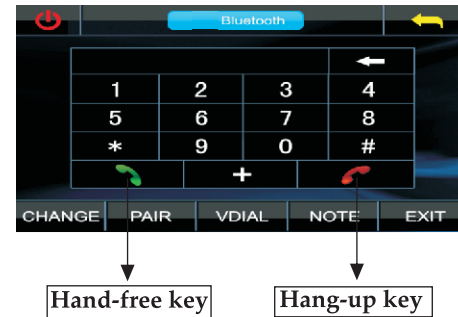 Bluetooth
1 2 3 4
5 6 7 8
* 9 0 #
+
CHANGE PAIR VDIAL NOTE EXIT
Hand-free key Hang-up key